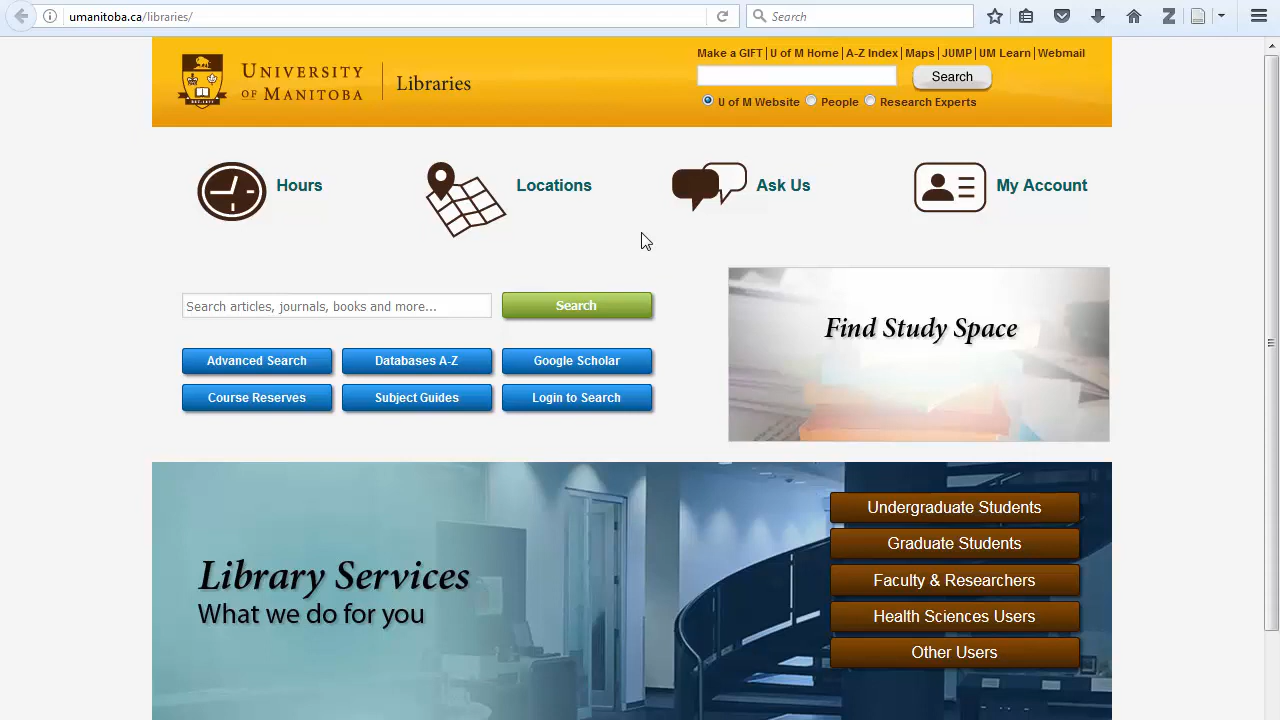 umanitoba.ca/libraries/
Search
UNIVERSITY
OF MANITOBA
Libraries
Make a GIFT | U of M Home | A-Z Index | Maps | JUMP | UM Learn | Webmail
Search
U of M Website People Research Experts
Hours
Locations
Ask Us
My Account
Search articles, journals, books and more...
Search
Advanced Search
Databases A-Z
Google Scholar
Course Reserves
Subject Guides
Login to Search
Find Study Space
Library Services
What we do for you
Undergraduate Students
Graduate Students
Faculty & Researchers
Health Sciences Users
Other Users